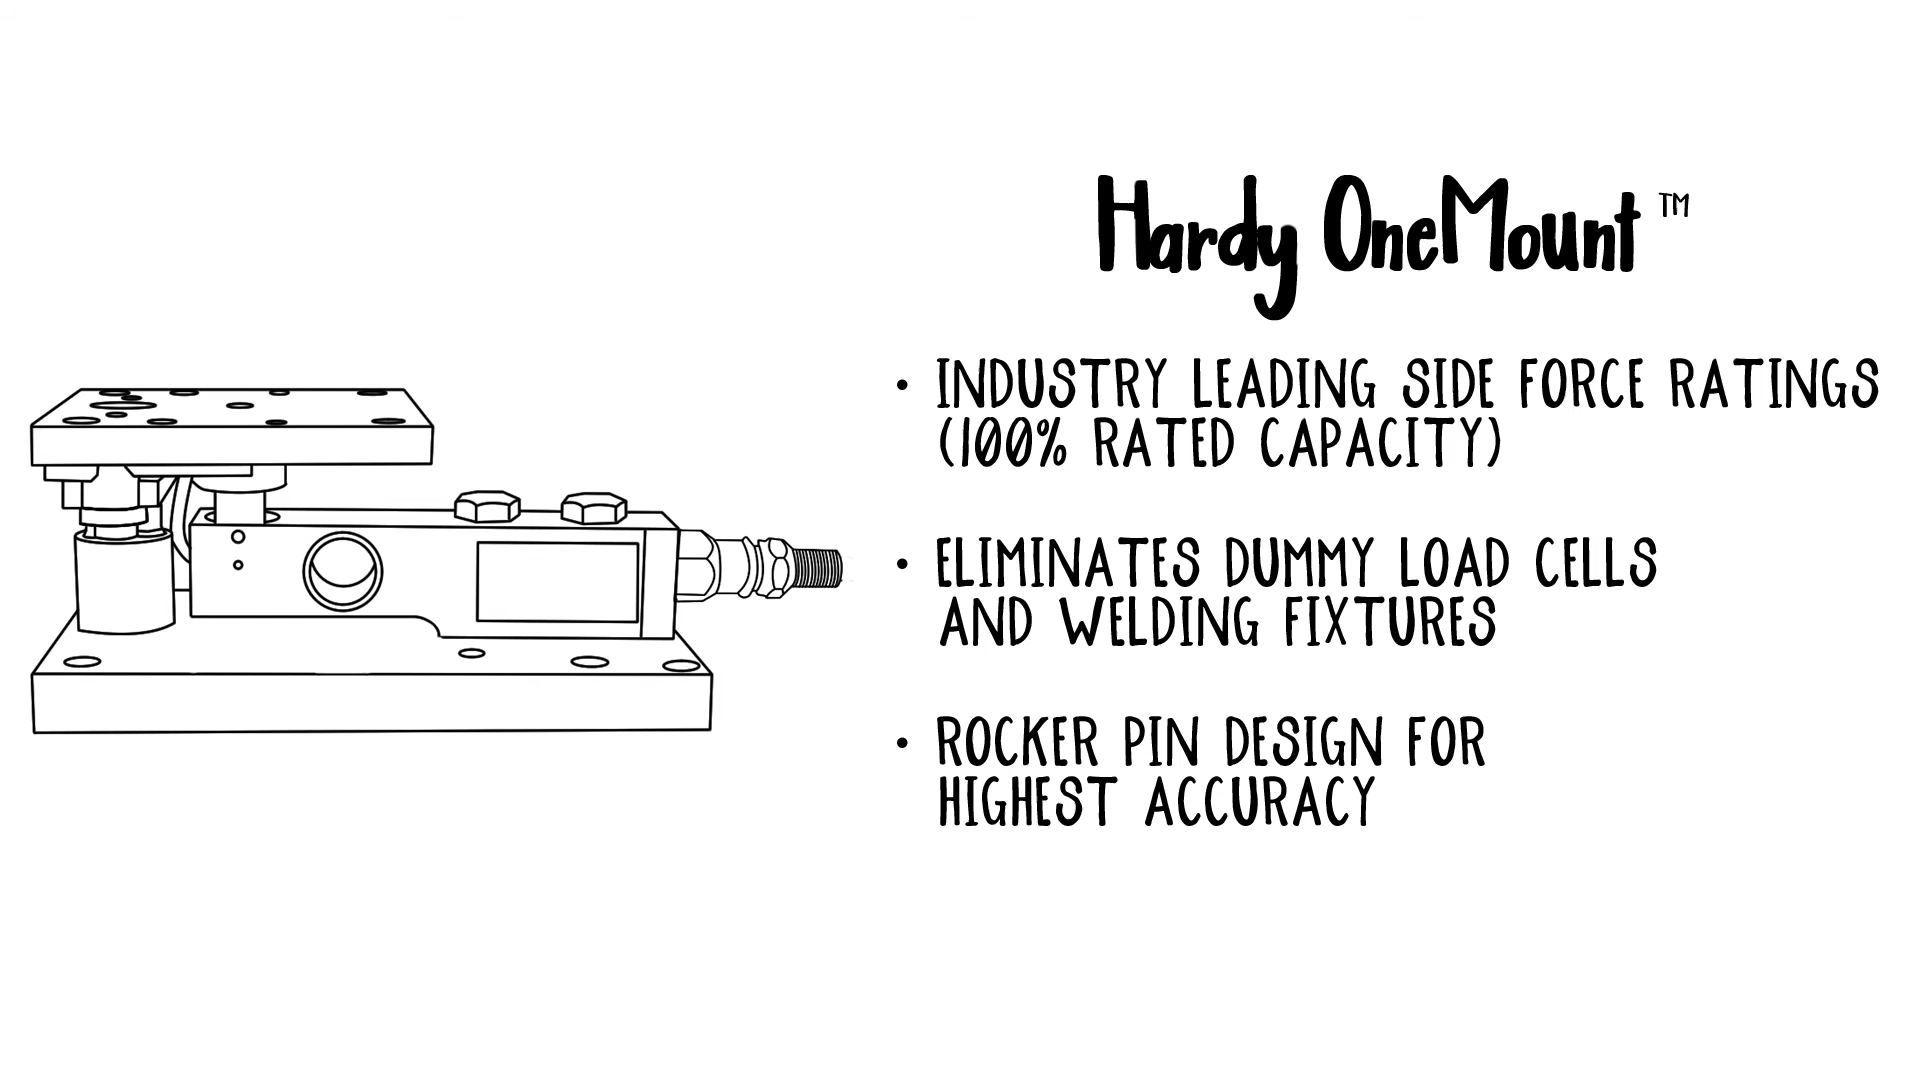 Hardy OneMount™
• INDUSTRY LEADING SIDE FORCE RATINGS
(100% RATED CAPACITY)
• ELIMINATES DUMMY LOAD CELLS
AND WELDING FIXTURES
• ROCKER PIN DESIGN FOR
HIGHEST ACCURACY